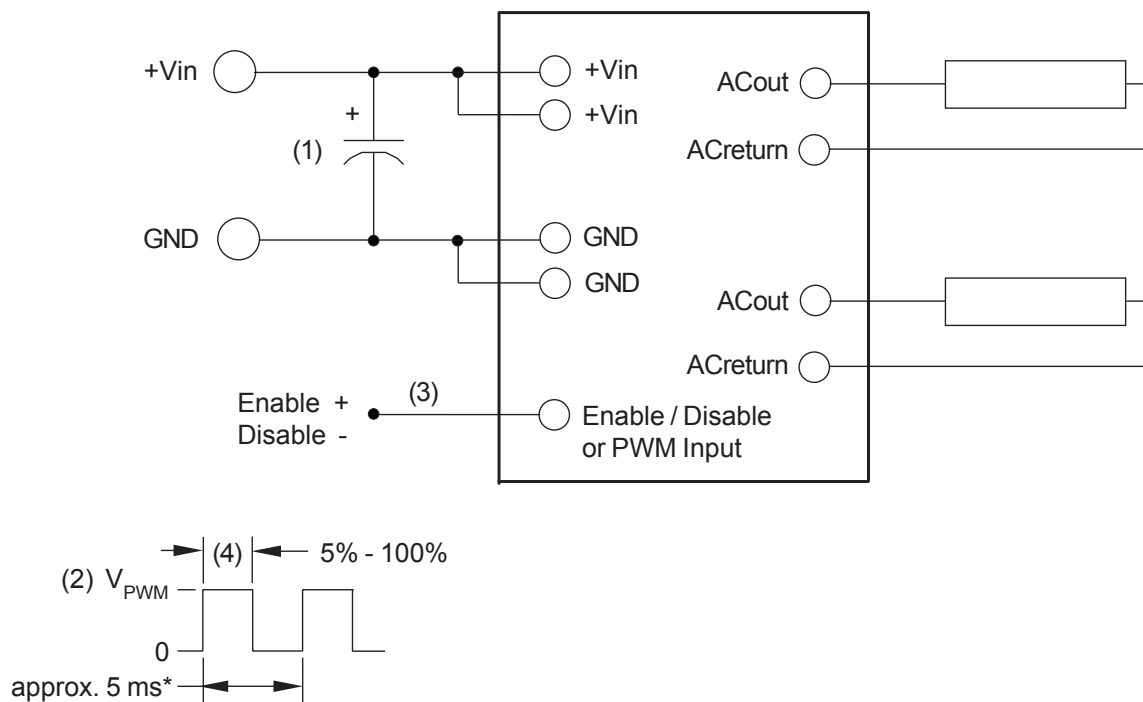 +Vin
+Vin
ACout
+
+Vin
(1)
ACreturn
GND
GND
GND
ACout
ACreturn
Enable +
Disable -
(3)
Enable / Disable
or PWM Input
(4)
5% - 100%
(2) VPWM
0
approx. 5 ms*